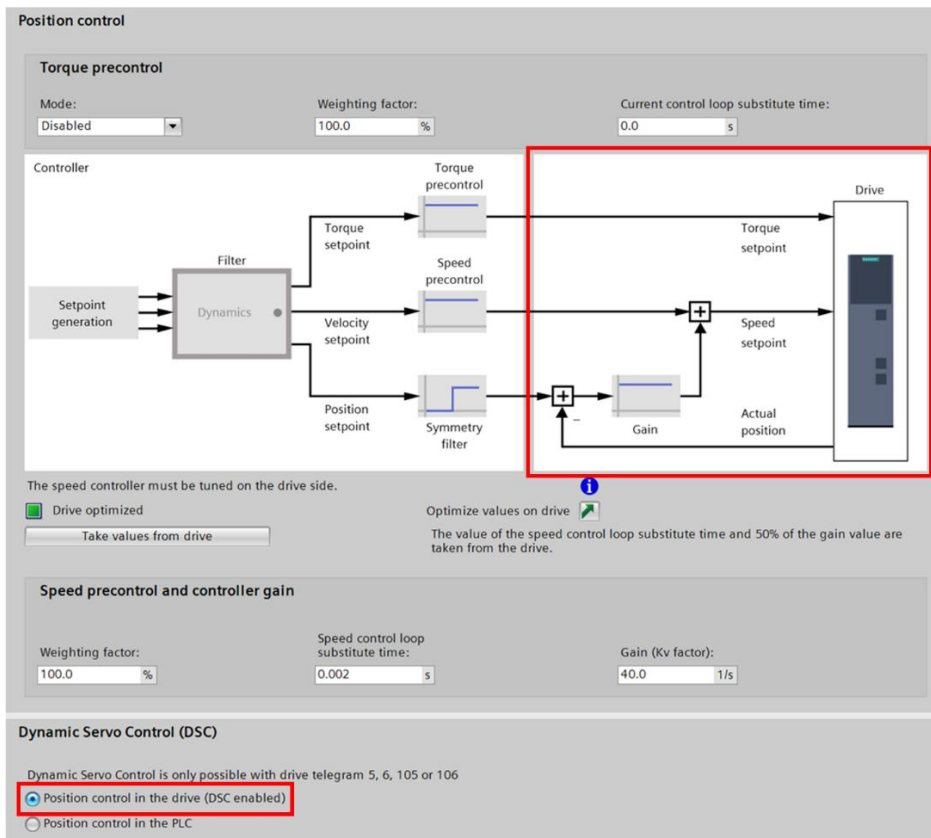 Position control
Torque precontrol
Mode:
Weighting factor:
Current control loop substitute time:
Disabled
100.0 %
0.0 s
Controller
Torque
precontrol
Drive
Torque
setpoint
Torque
setpoint
Filter
Speed
precontrol
Setpoint
generation
Dynamics
Velocity
setpoint
Speed
setpoint
Position
setpoint
Symmetry
filter
Gain
Actual
position
The speed controller must be tuned on the drive side.
Drive optimized
Optimize values on drive
Take values from drive
The value of the speed control loop substitute time and 50% of the gain value are
taken from the drive.
Speed precontrol and controller gain
Weighting factor:
Speed control loop
substitute time:
Gain (Kv factor):
100.0 %
0.002 s
40.0 1/s
Dynamic Servo Control (DSC)
Dynamic Servo Control is only possible with drive telegram 5, 6, 105 or 106
Position control in the drive (DSC enabled)
Position control in the PLC